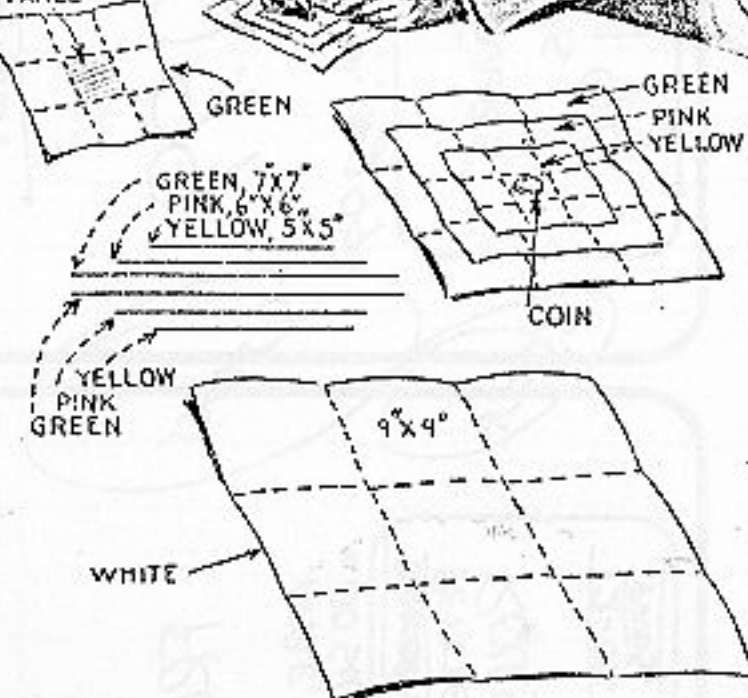 GREEN
GREEN
PINK
YELLOW
GREEN, 7"X7"
PINK, 6"X6"
YELLOW, 5"X5"
COIN
YELLOW
PINK
GREEN
9"X9"
WHITE